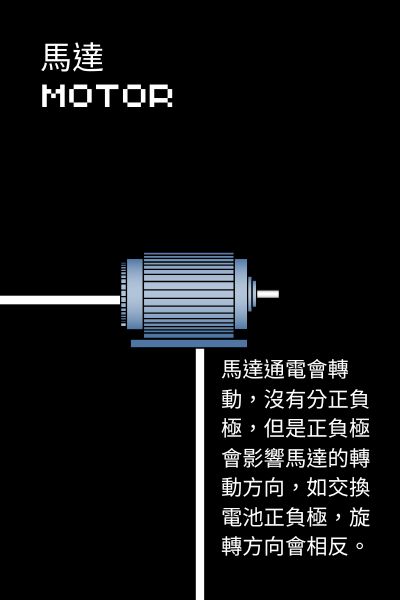 馬達
MOTOR
馬達通電會轉
動，沒有分正負
極，但是正負極
會影響馬達的轉
動方向，如交換
電池正負極，旋
轉方向會相反。